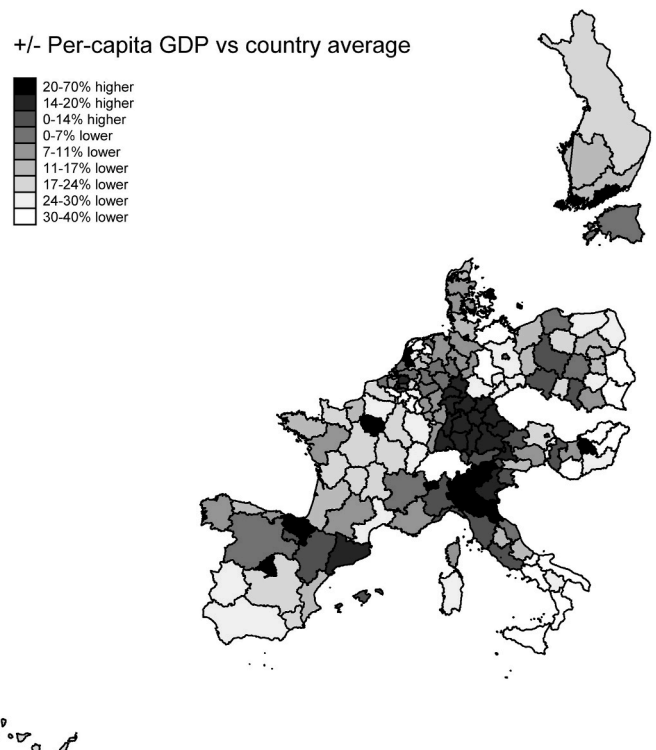 +/- Per-capita GDP vs country average
20-70% higher
14-20% higher
0-14% higher
0-7% lower
7-11% lower
11-17% lower
17-24% lower
24-30% lower
30-40% lower